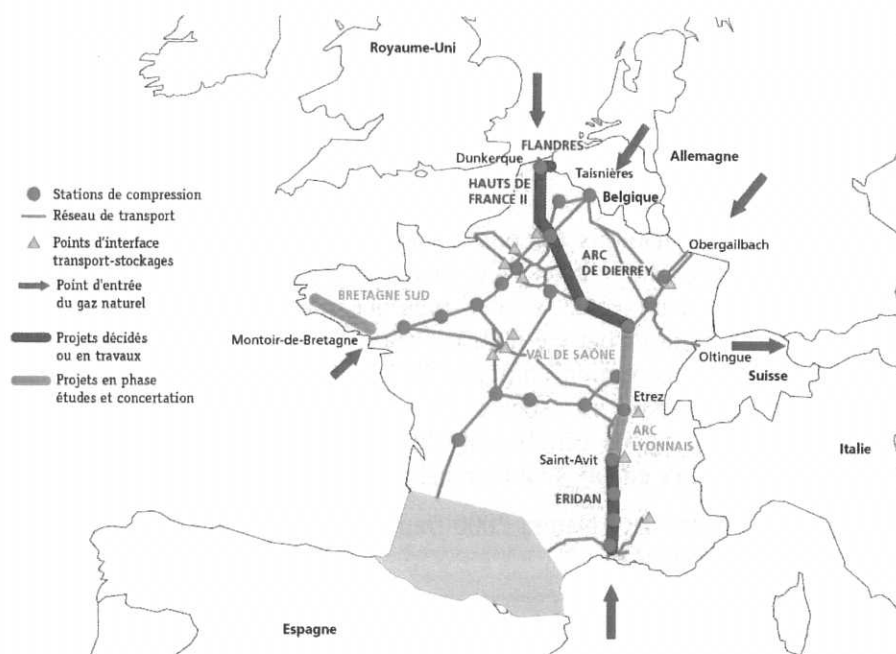 Royaume-Uni
FLANDRES
Dunkerque
Taisnières
Allemagne
HAUTS DE
FRANCE II
Belgique
Stations de compression
Réseau de transport
Points d'interface
transport-stockages
Point d'entrée
du gaz naturel
Projets décidés
ou en travaux
Projets en phase
études et concertation
Obergailbach
ARC
DE DIERREY
BRETAGNE SUD
Montoir-de-Bretagne
VAL DE SAÔNE
Oltingue
Suisse
Etrez
ARC
LYONNAIS
Saint-Avit
Italie
ERIDAN
Espagne